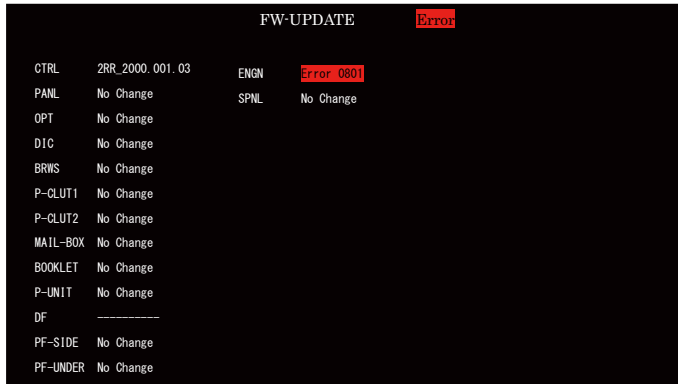 FW-UPDATE Error
CTRL 2RR_2000.001.03 ENGN Error 0801
PANL No Change SPNL No Change
OPT No Change
DIC No Change
BRWS No Change
P-CLUT1 No Change
P-CLUT2 No Change
MAIL-BOX No Change
BOOKLET No Change
P-UNIT No Change
DF ----------
PF-SIDE No Change
PF-UNDER No Change